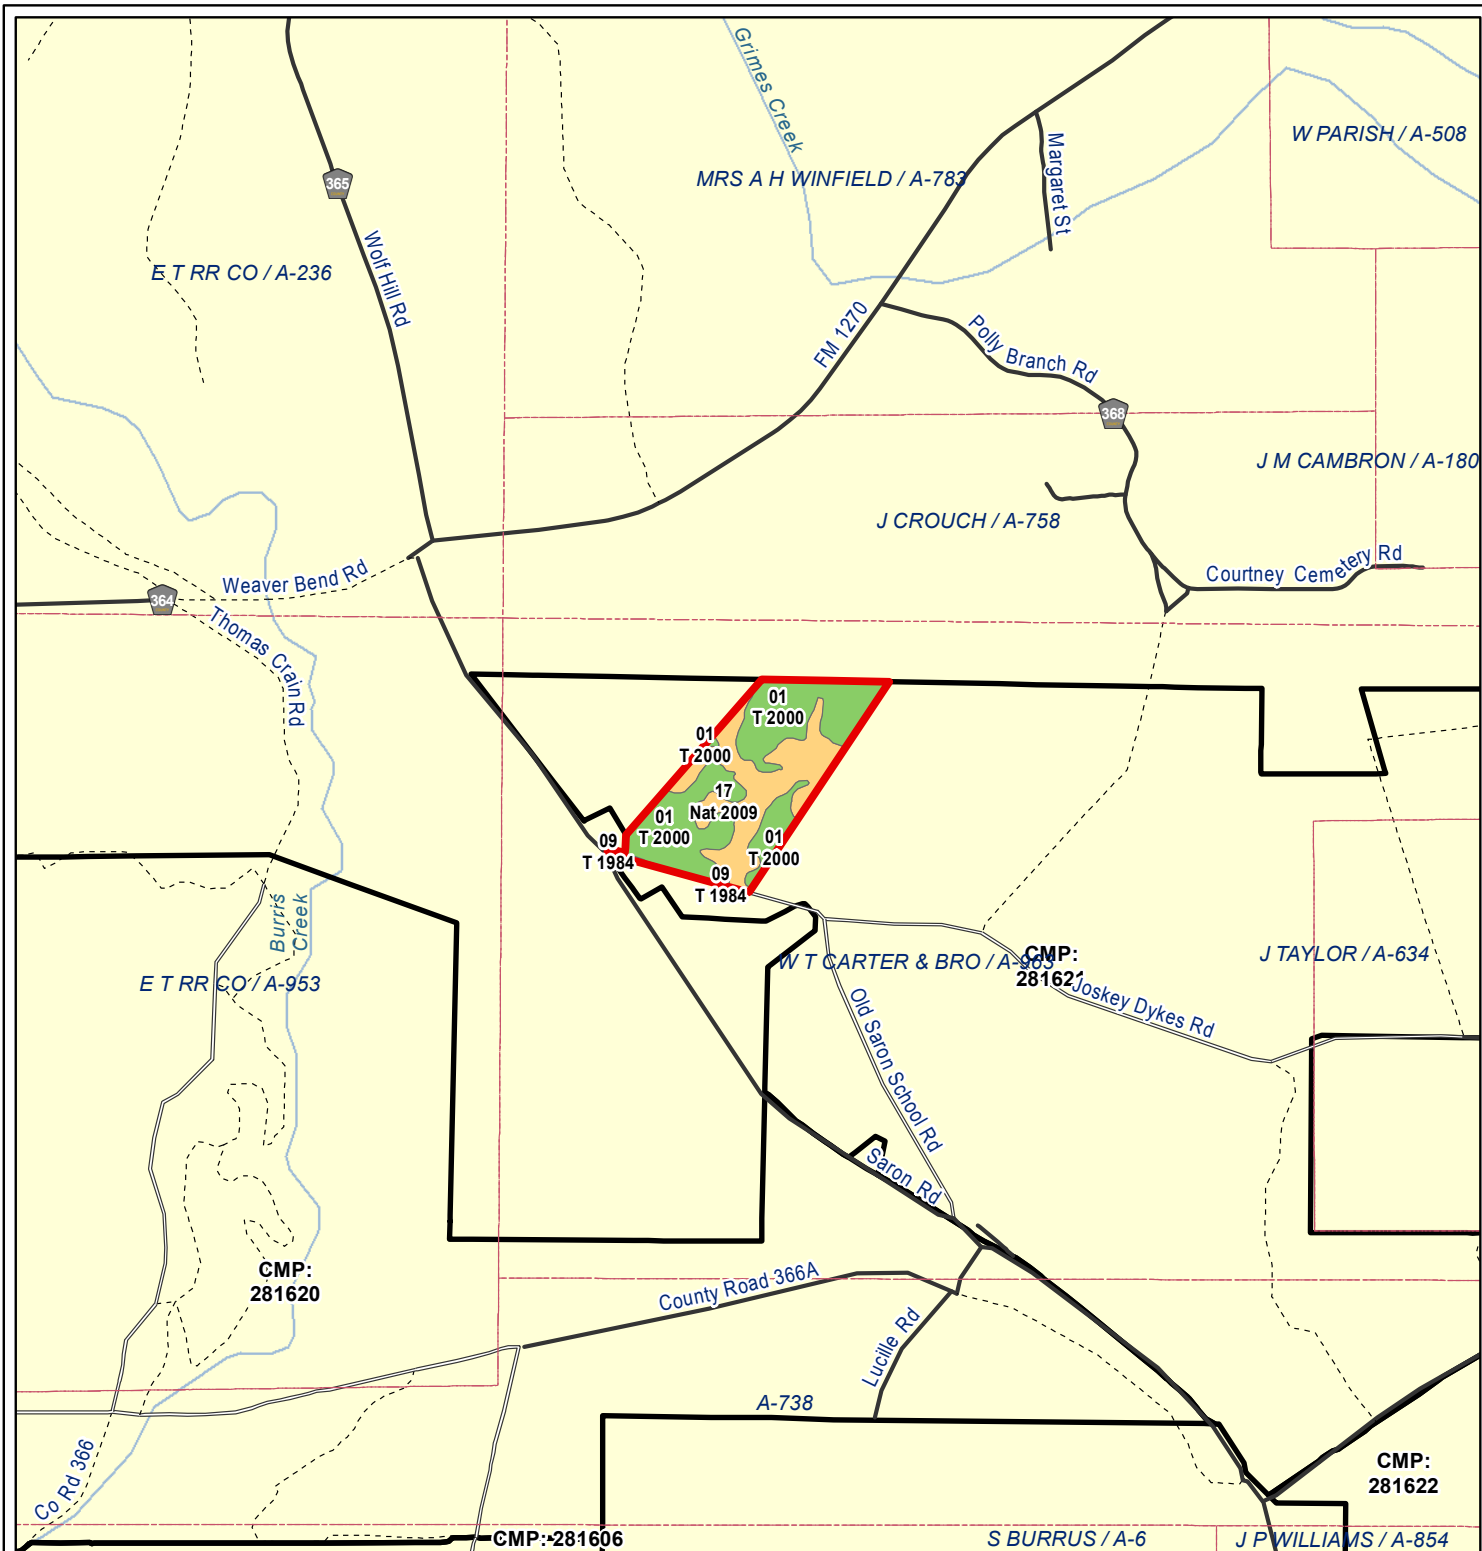 Grimes Creek
W PARISH / A-508
Margaret St
MRS A H WINFIELD / A-783
365
Wolf Hill Rd
E T RR CO / A-236
FM 1270
Polly Branch Rd
368
J M CAMBRON / A-180
J CROUCH / A-758
Courtney Cemetery Rd
Weaver Bend Rd
364
Thomas Crain Rd
01
T 2000
01
T 2000
17
Nat 2009
01
T 2000
01
T 2000
09
T 1984
09
T 1984
Burris
Creek
E T RR CO / A-953
W T CARTER & BRO / A-963
CMP:
281621
J TAYLOR / A-634
Joskey Dykes Rd
Old Saron School Rd
Saron Rd
CMP:
281620
County Road 366A
Lucille Rd
A-738
Co Rd 366
CMP:
281622
CMP: 281606
S BURRUS / A-6
J P WILLIAMS / A-854